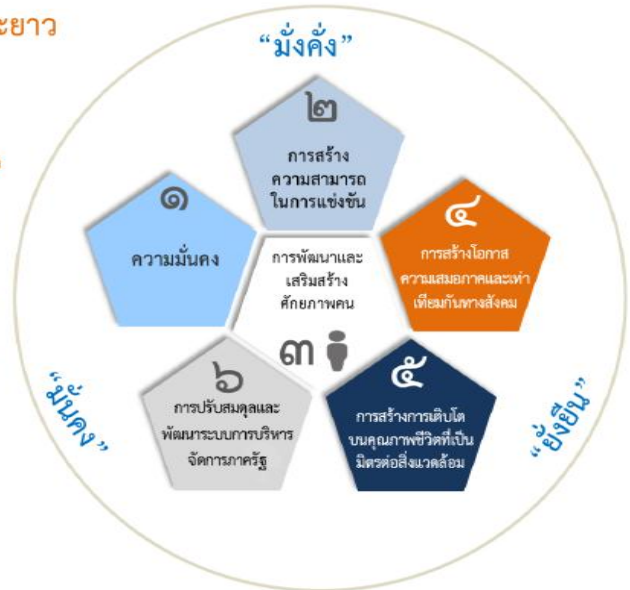 ะยาว
“มั่งคั่ง”
๒
การสร้าง
ความสามารถ
ในการแข่งขัน
๑
ความมั่นคง
การพัฒนาและ
เสริมสร้าง
ศักยภาพคน
๓
๔
การสร้างโอกาส
ความเสมอภาคและเท่า
เทียมกันทางสังคม
๖
การปรับสมดุลและ
พัฒนาระบบการบริหาร
จัดการภาครัฐ
๕
การสร้างการเติบโต
บนคุณภาพชีวิตที่เป็น
มิตรต่อสิ่งแวดล้อม
“มั่นคง”
“ยั่งยืน”